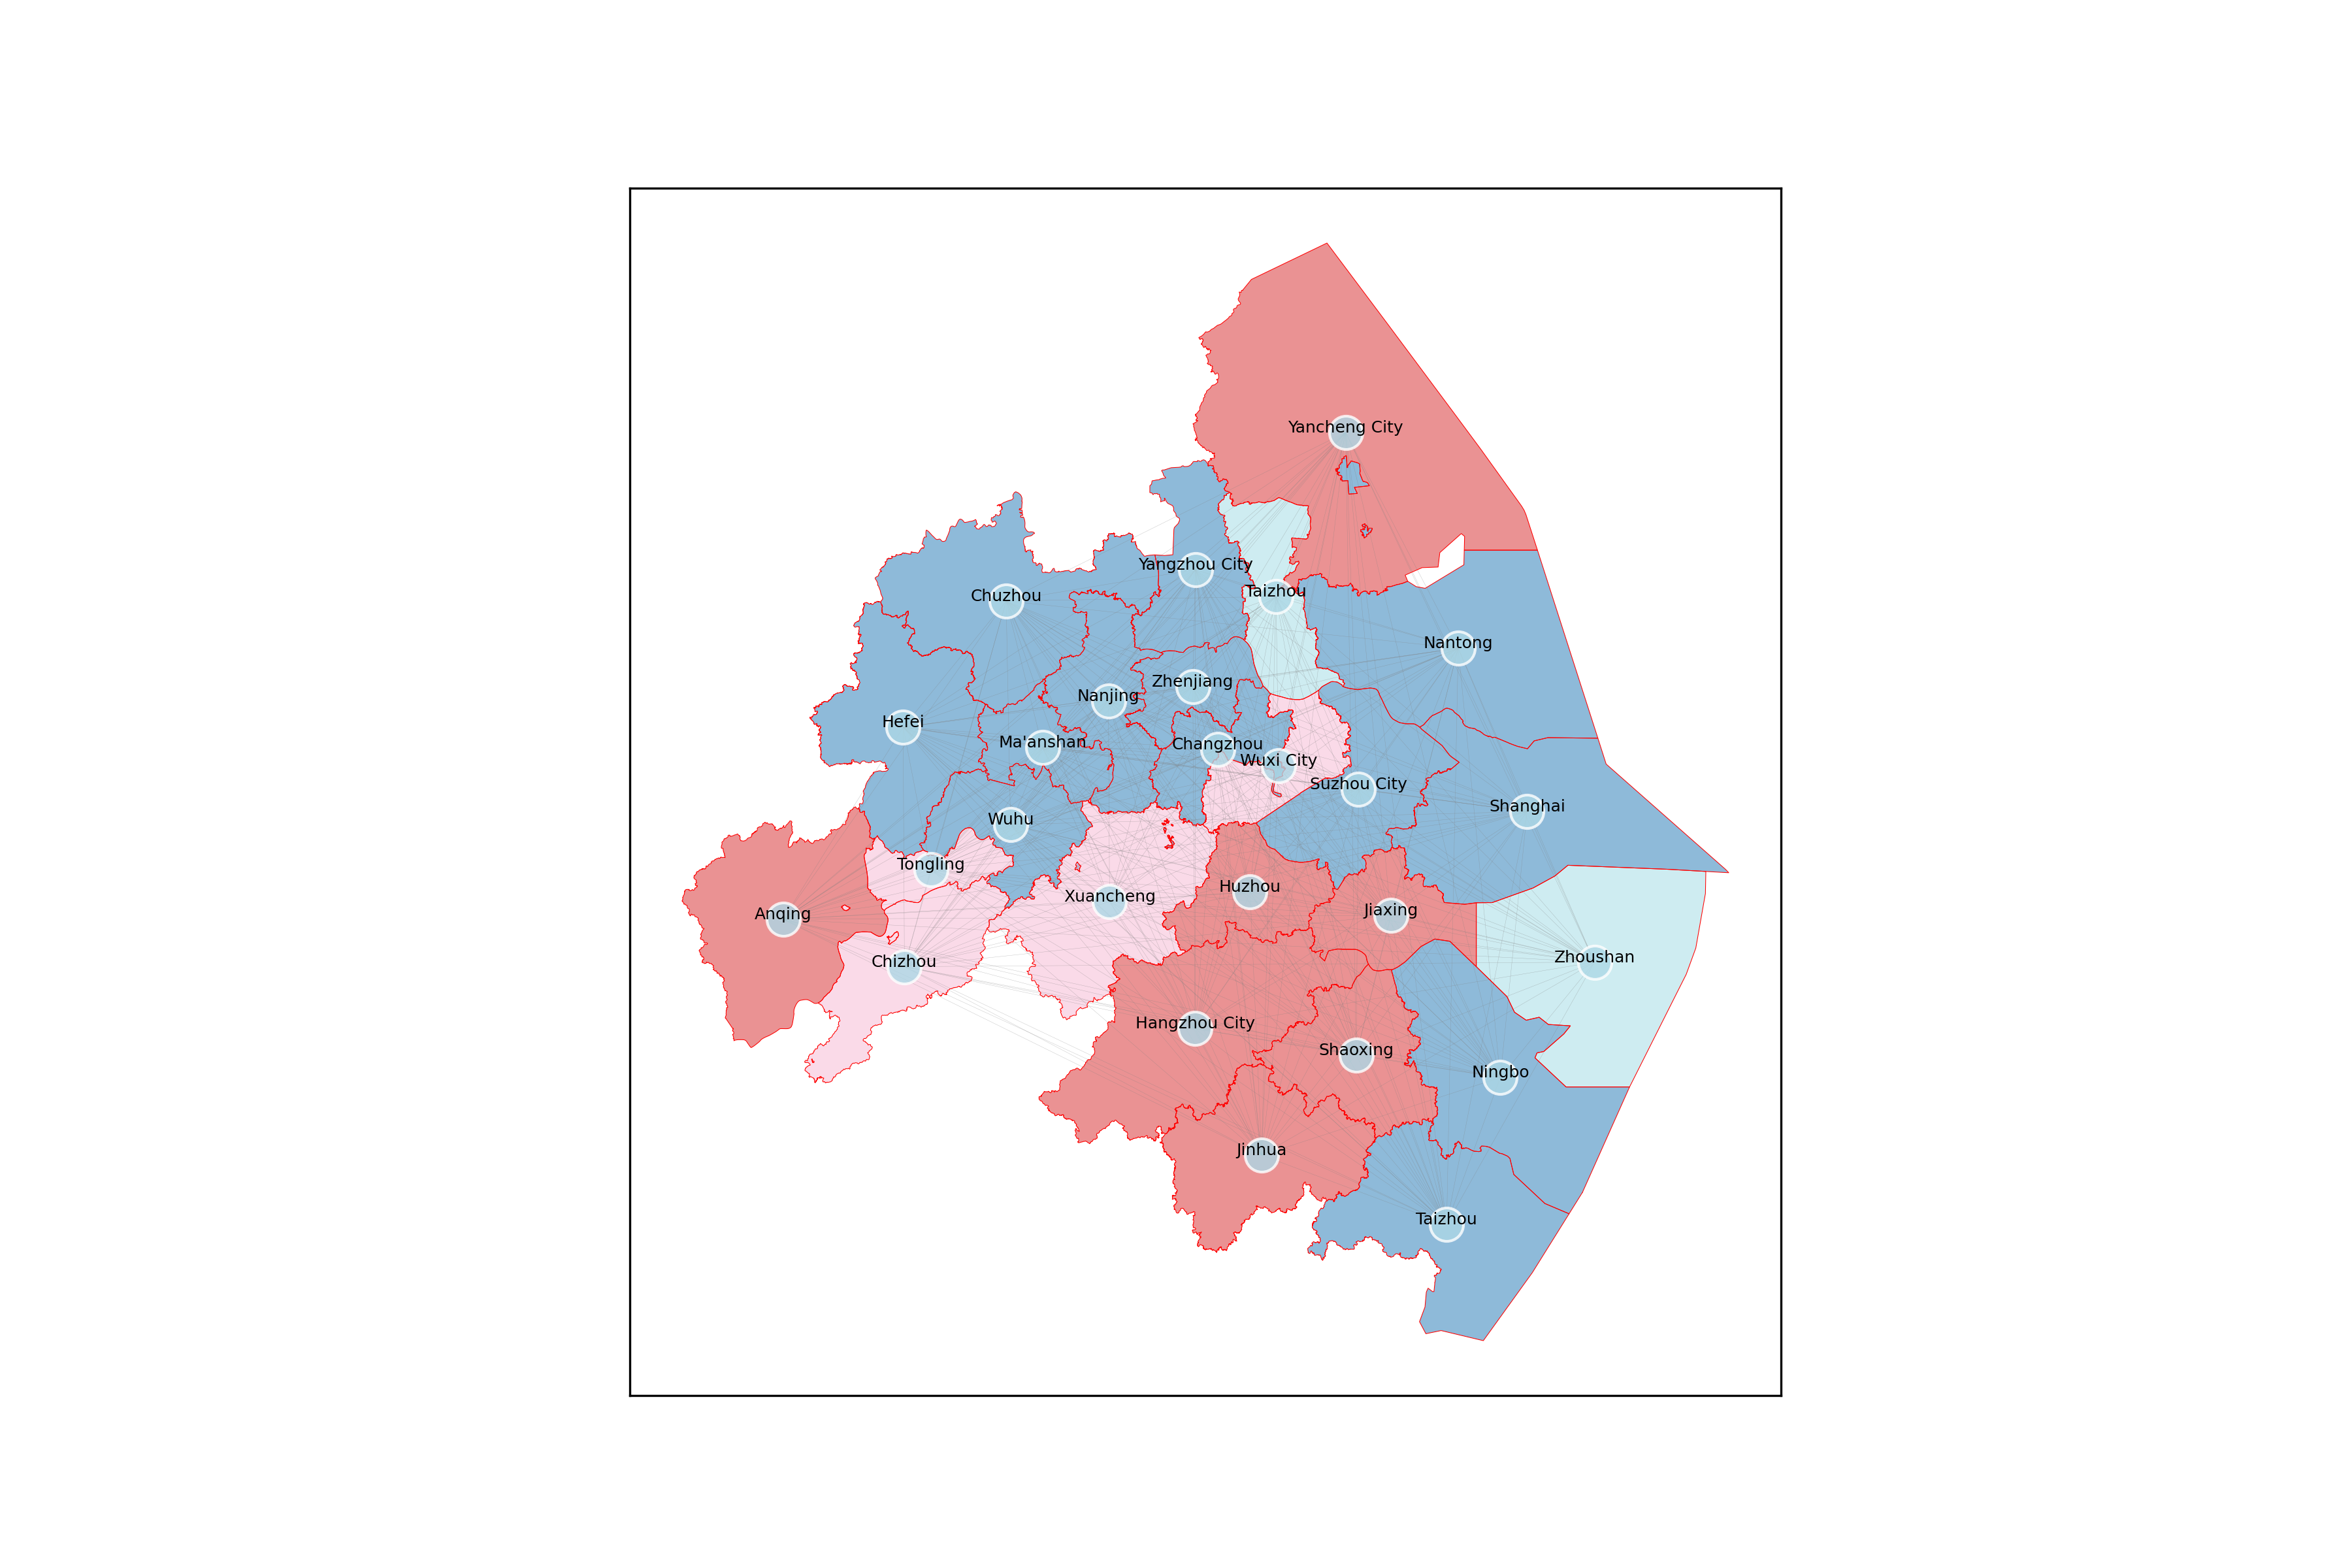 Yancheng City
Yangzhou City
Chuzhou
Taizhou
Nantong
Zhenjiang
Nanjing
Hefei
Ma'anshan
Changzhou
Wuxi City
Suzhou City
Shanghai
Wuhu
Tongling
Huzhou
Xuancheng
Jiaxing
Anqing
Zhoushan
Chizhou
Hangzhou City
Shaoxing
Ningbo
Jinhua
Taizhou